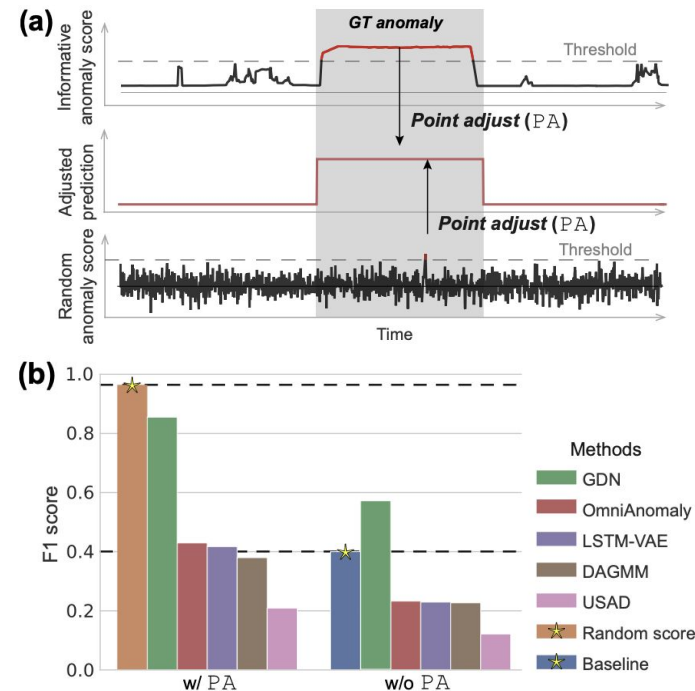 (a)
GT anomaly
Informative
anomaly score
Threshold
Point adjust (PA)
Adjusted
prediction
Point adjust (PA)
Random
anomaly score
Threshold
Time
(b)
F1 score
1.0
0.8
0.6
0.4
0.2
0.0
w/ PA
w/o PA
Methods
GDN
OmniAnomaly
LSTM-VAE
DAGMM
USAD
Random score
Baseline